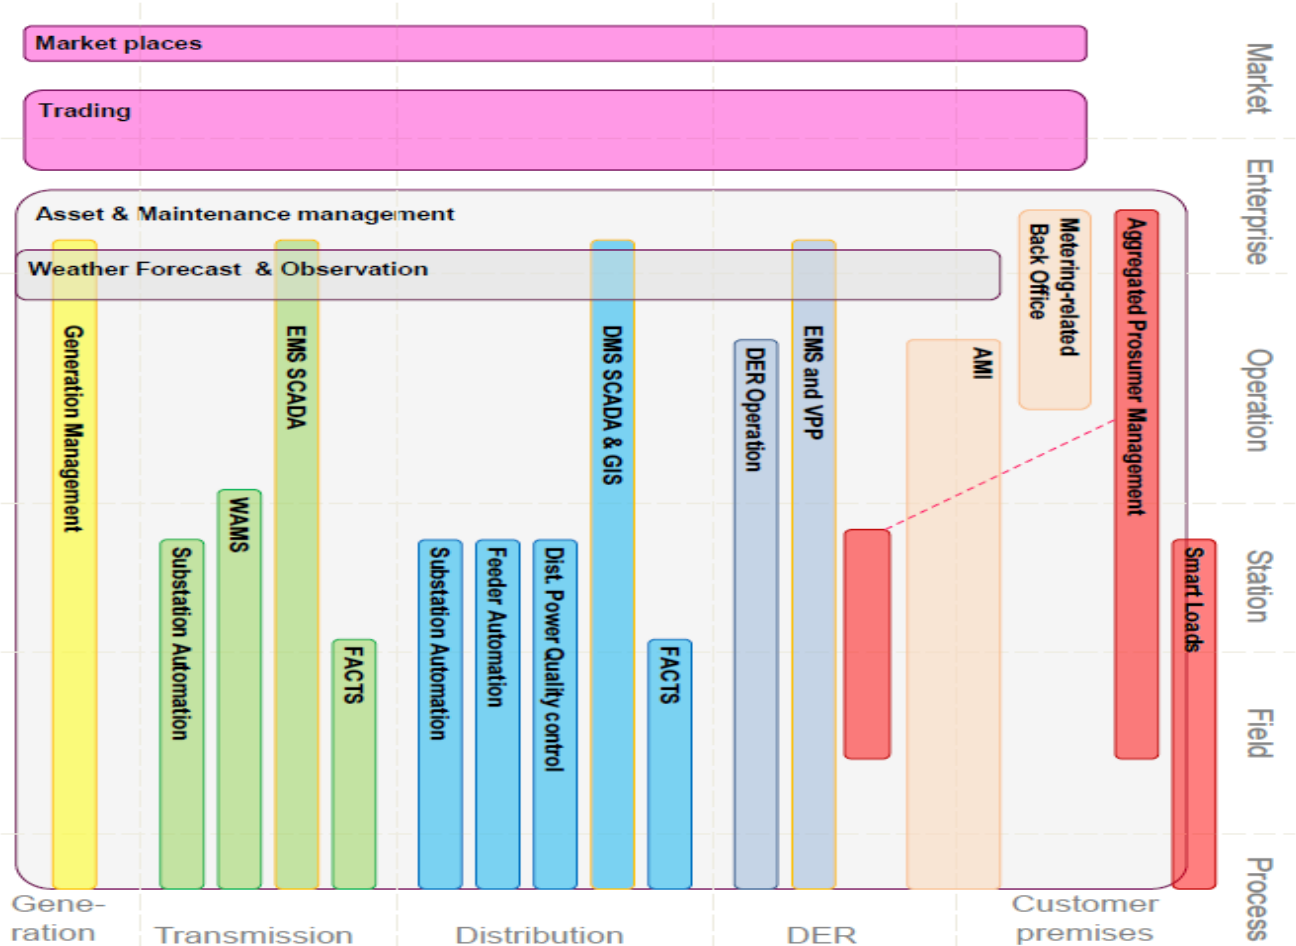 Market places
Trading
Asset & Maintenance management
Weather Forecast & Observation
Generation Management
Substation Automation
WAMS
EMS SCADA
FACTS
Substation Automation
Feeder Automation
Dist. Power Quality control
DMS SCADA & GIS
FACTS
DER Operation
EMS and VPP
AMI
Metering-related
Back Office
Aggregated Prosumer Management
Smart Loads
Market
Enterprise
Operation
Station
Field
Process
Gene-
ration
Transmission
Distribution
DER
Customer
premises